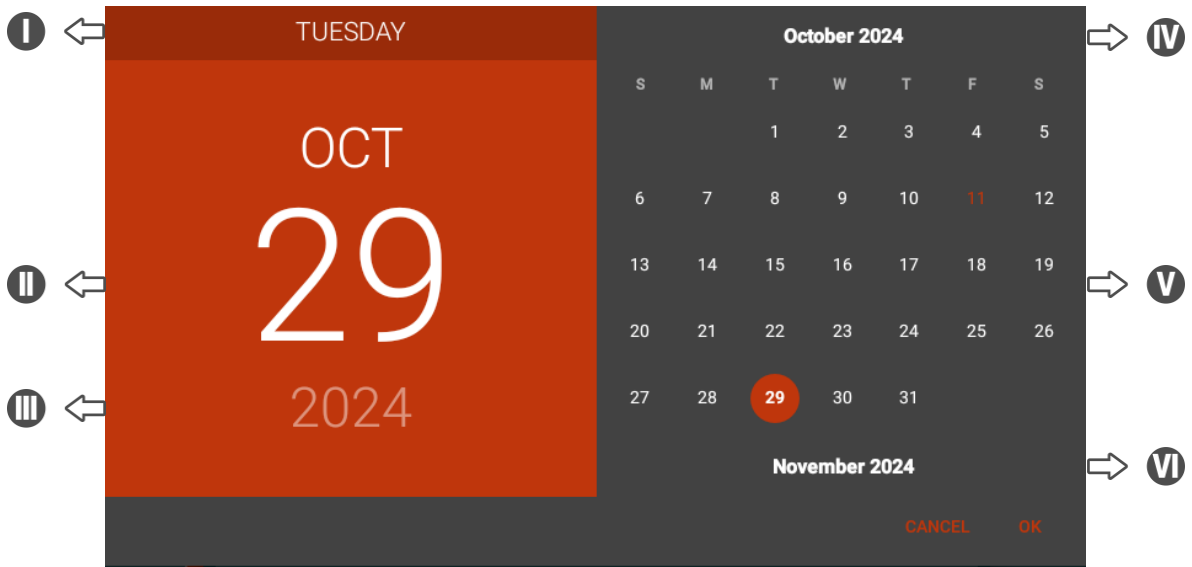 I
TUESDAY
OCT
29
2024
II
III
October 2024
S M T W T F S
1 2 3 4 5
6 7 8 9 10 11 12
13 14 15 16 17 18 19
20 21 22 23 24 25 26
27 28 29 30 31
November 2024
CANCEL OK
IV
V
VI